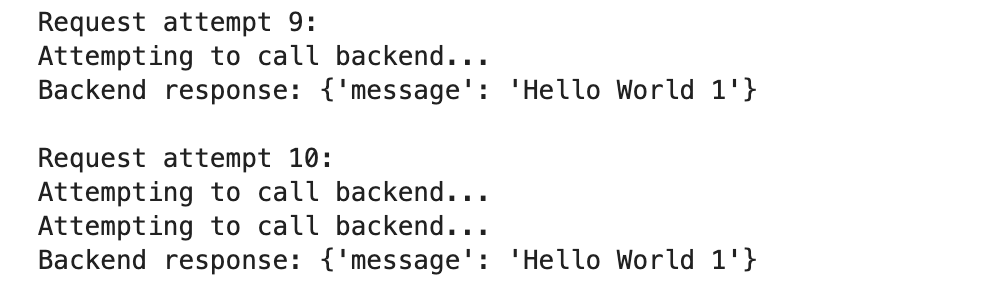 Request attempt 9:
Attempting to call backend...
Backend response: {'message': 'Hello World 1'}
Request attempt 10:
Attempting to call backend...
Attempting to call backend...
Backend response: {'message': 'Hello World 1'}